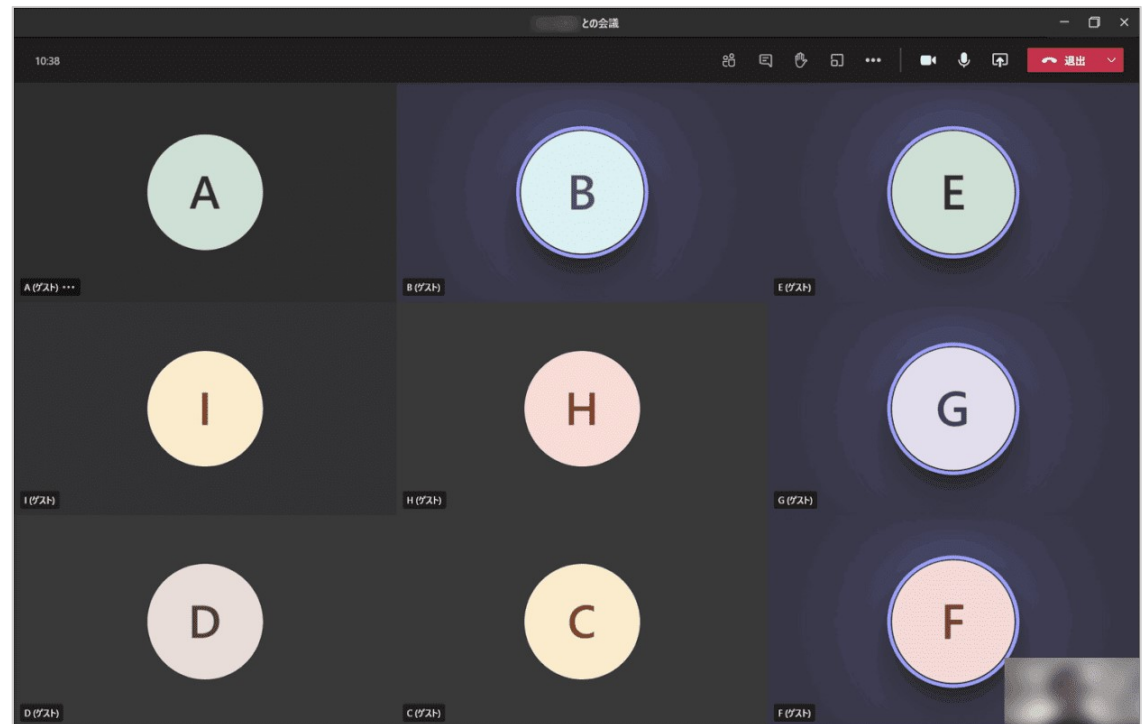 との会議
10:38
退出
A
B
E
A (ゲスト) •••
B (ゲスト)
E (ゲスト)
I
H
G
I (ゲスト)
H (ゲスト)
G (ゲスト)
D
C
F
D (ゲスト)
C (ゲスト)
F (ゲスト)